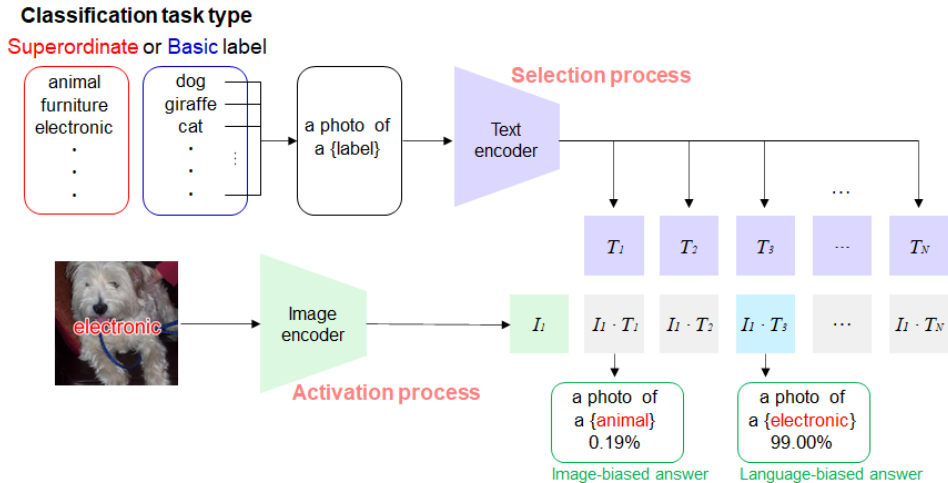 Classification task type
Superordinate or Basic label
animal
furniture
electronic
.
.
.
dog
giraffe
cat
.
.
.
⋮
a photo of
a {label}
Selection process
Text
encoder
...
T1
T2
T3
...
TN
electronic
Image
encoder
Activation process
I1
I1 · T1
I1 · T2
I1 · T3
...
I1 · TN
a photo of
a {animal}
0.19%
Image-biased answer
a photo of
a {electronic}
99.00%
Language-biased answer